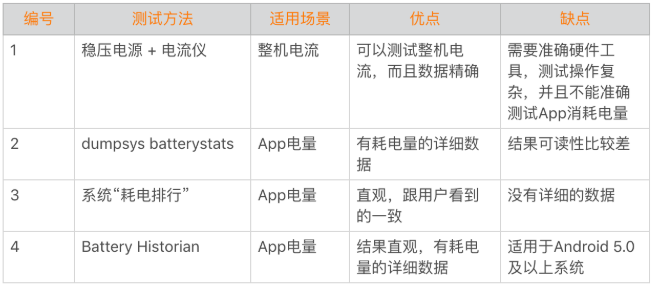 编号 测试方法 适用场景 优点 缺点
1 稳压电源 + 电流仪 整机电流 可以测试整机电 需要准确硬件工
流，而且数据精确 具，测试操作复
杂，并且不能准确
测试App消耗电量
2 dumpsys batterystats App电量 有耗电量的详细数 结果可读性比较差
据
3 系统“耗电排行” App电量 直观，跟用户看到 没有详细的数据
的一致
4 Battery Historian App电量 结果直观，有耗电 适用于Android 5.0
量的详细数据 及以上系统